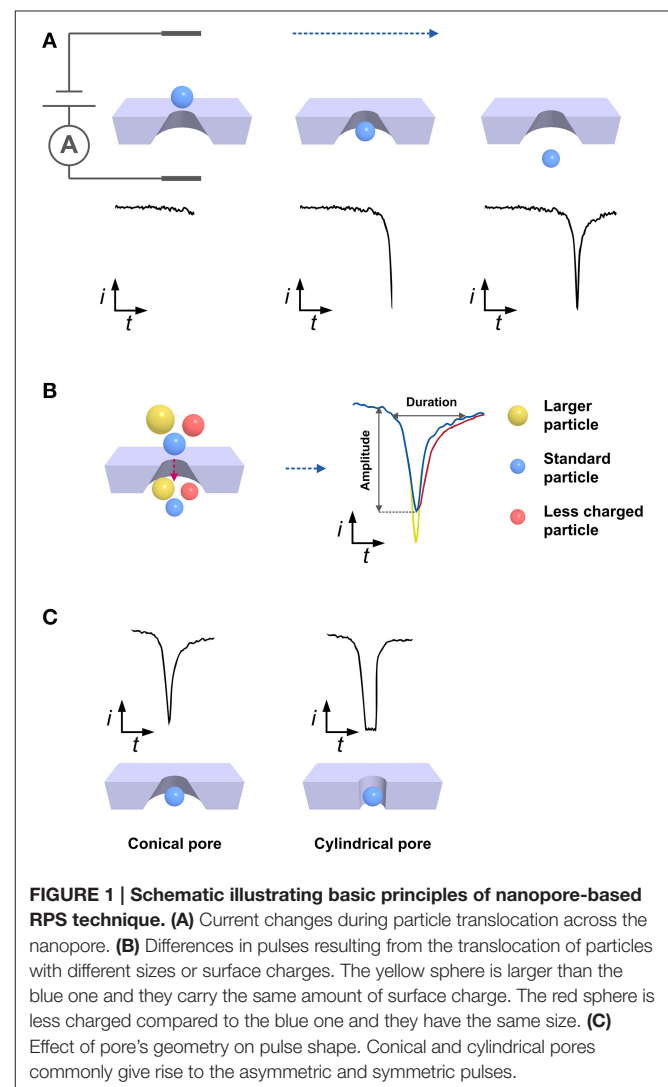 A
A
i
t
i
t
i
t
B
Amplitude
Duration
i
t
Larger
particle
Standard
particle
Less charged
particle
C
i
t
i
t
Conical pore
Cylindrical pore
FIGURE 1 | Schematic illustrating basic principles of nanopore-based
RPS technique. (A) Current changes during particle translocation across the
nanopore. (B) Differences in pulses resulting from the translocation of particles
with different sizes or surface charges. The yellow sphere is larger than the
blue one and they carry the same amount of surface charge. The red sphere is
less charged compared to the blue one and they have the same size. (C)
Effect of pore's geometry on pulse shape. Conical and cylindrical pores
commonly give rise to the asymmetric and symmetric pulses.